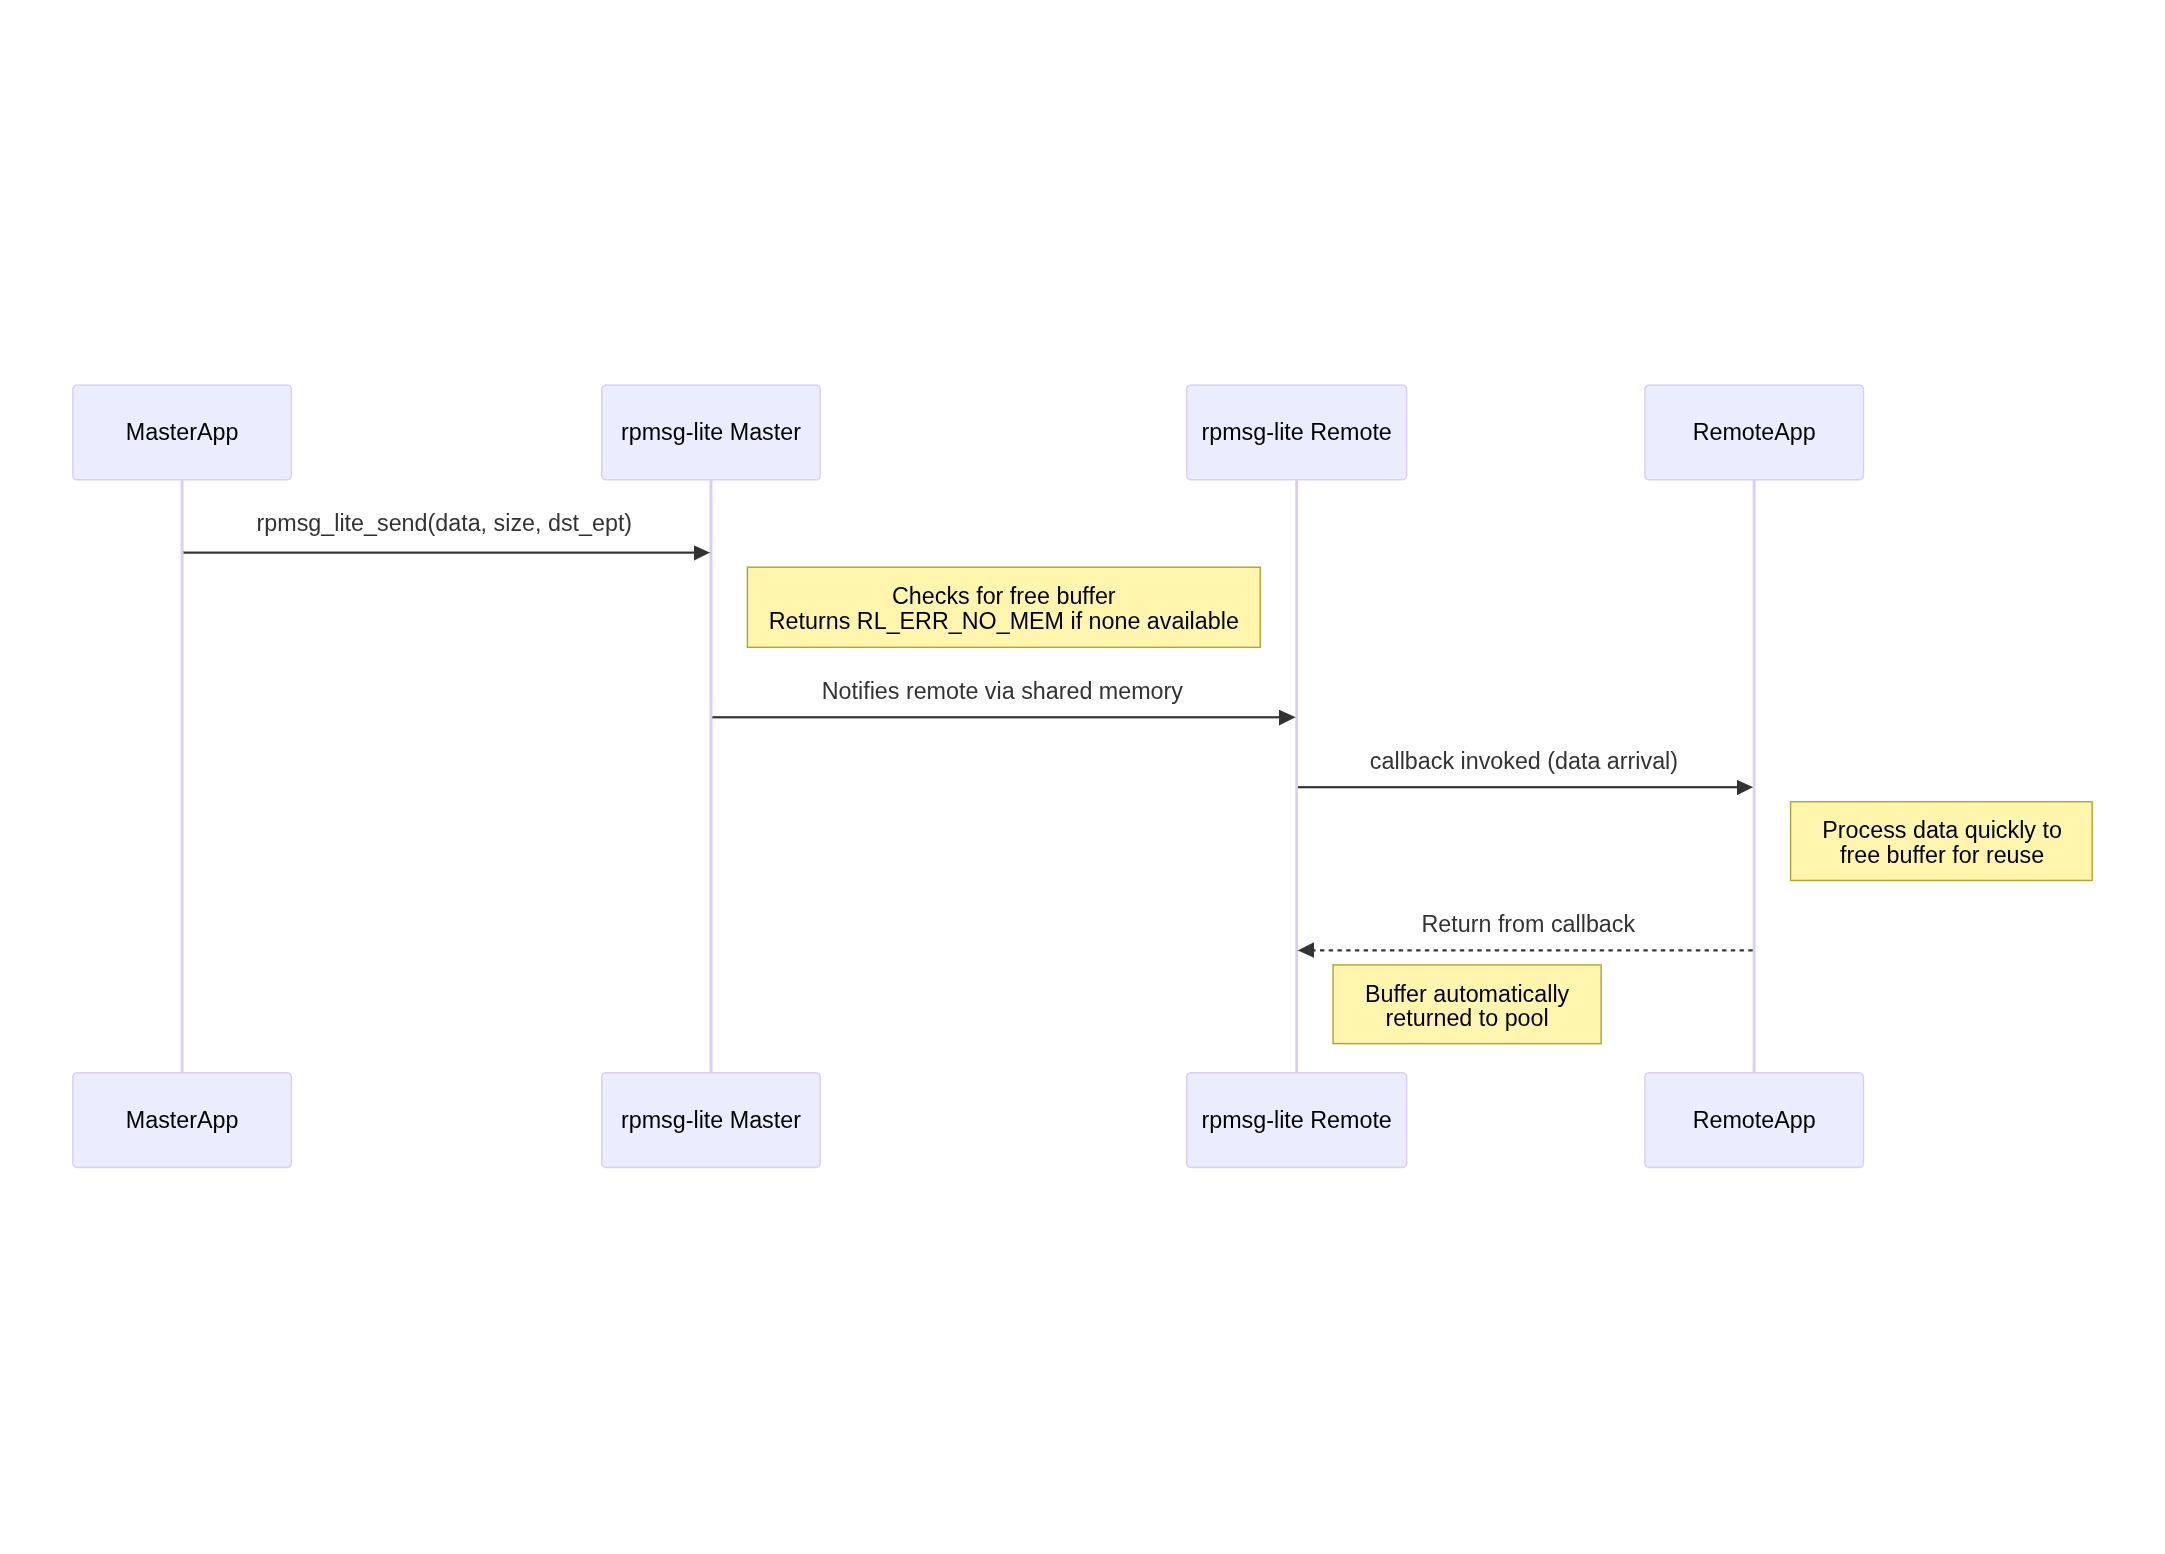 MasterApp
rpmsg-lite Master
rpmsg-lite Remote
RemoteApp
rpmsg_lite_send(data, size, dst_ept)
Checks for free buffer
Returns RL_ERR_NO_MEM if none available
Notifies remote via shared memory
callback invoked (data arrival)
Process data quickly to
free buffer for reuse
Return from callback
Buffer automatically
returned to pool
MasterApp
rpmsg-lite Master
rpmsg-lite Remote
RemoteApp